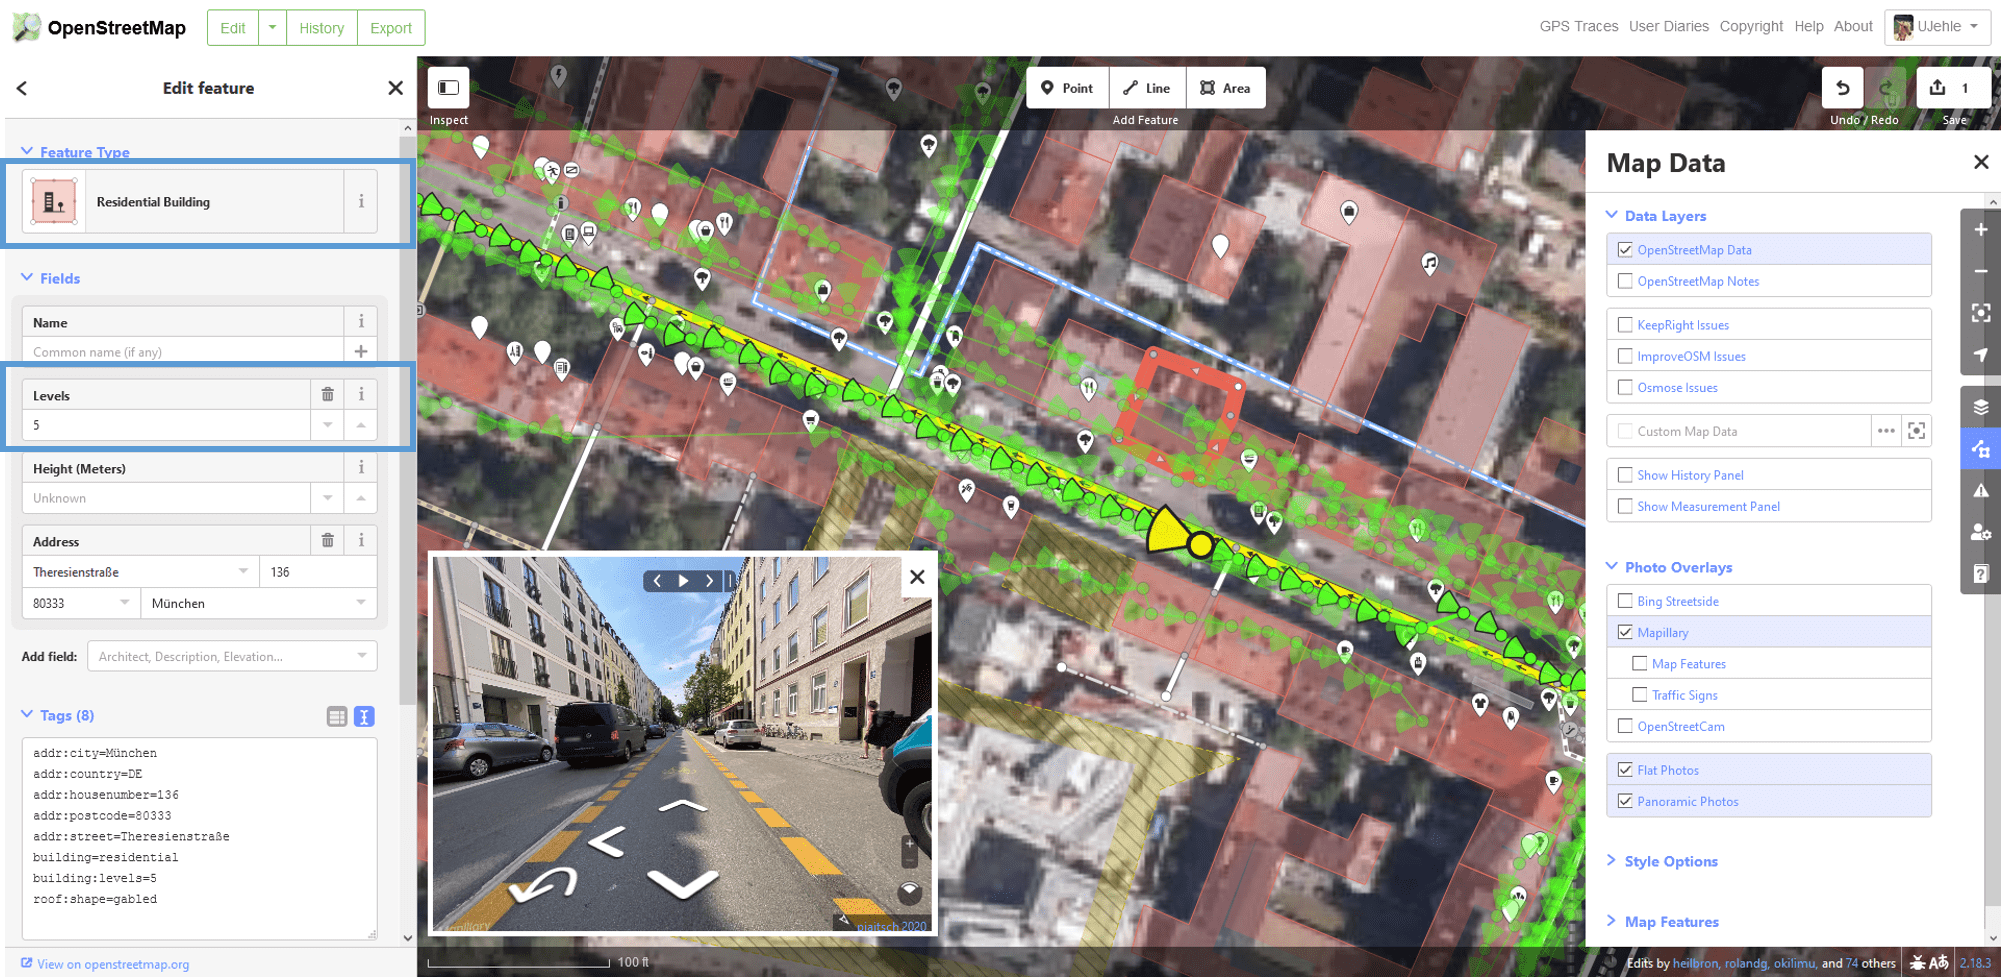 OpenStreetMap
Edit
History
Export
GPS Traces
User Diaries
Copyright
Help
About
UJehle
Edit feature
Inspect
Point
Line
Area
Add Feature
Undo / Redo
1
Save
Feature Type
Residential Building
Fields
Name
Common name (if any)
Levels
5
Height (Meters)
Unknown
Address
Theresienstraße
136
80333
München
Add field:
Architect, Description, Elevation...
Tags (8)
addr:city=München
addr:country=DE
addr:housenumber=136
addr:postcode=80333
addr:street=Theresienstraße
building=residential
building:levels=5
roof:shape=gabled
View on openstreetmap.org
100 ft
pjaitsch 2020
Map Data
Data Layers
OpenStreetMap Data
OpenStreetMap Notes
KeepRight Issues
ImproveOSM Issues
Osmose Issues
Custom Map Data
Show History Panel
Show Measurement Panel
Photo Overlays
Bing Streetside
Mapillary
Map Features
Traffic Signs
OpenStreetCam
Flat Photos
Panoramic Photos
Style Options
Map Features
Edits by heilbron, rolandg, okilimu, and 74 others
2.18.3